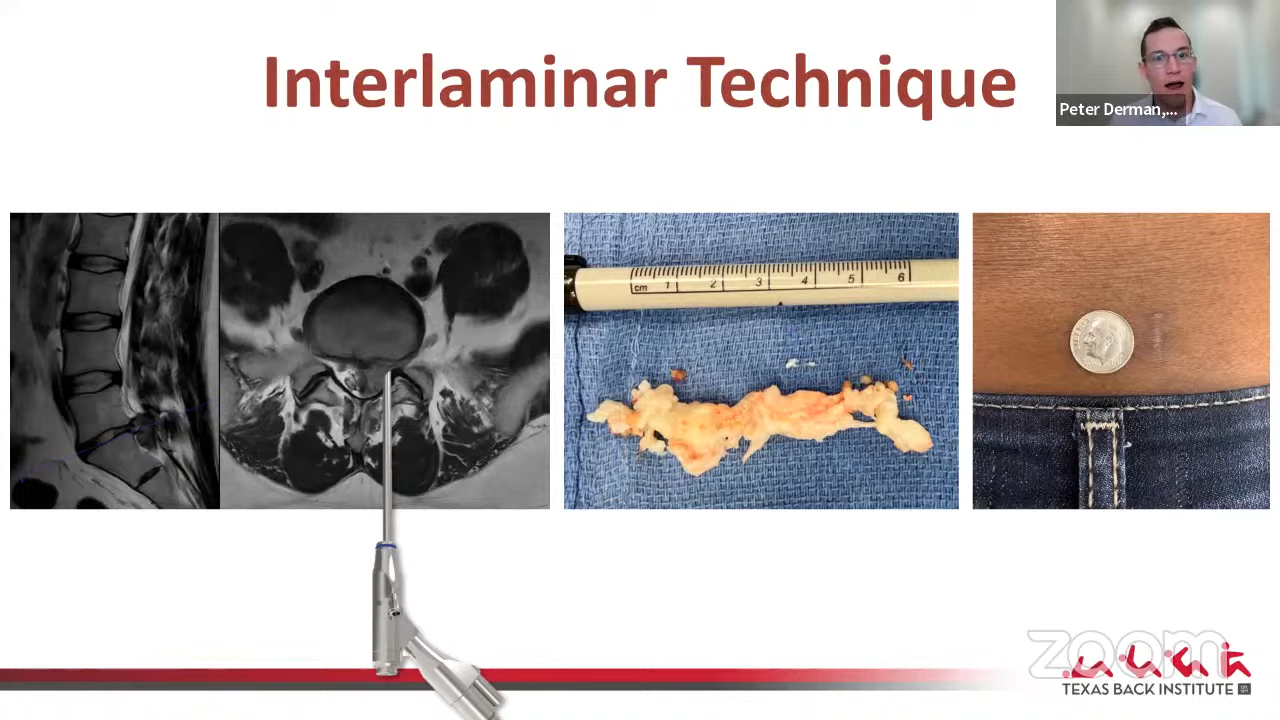 Interlaminar Technique
Peter Derman,...
cm 1 2 3 4 5 6
zoom
TEXAS BACK INSTITUTE